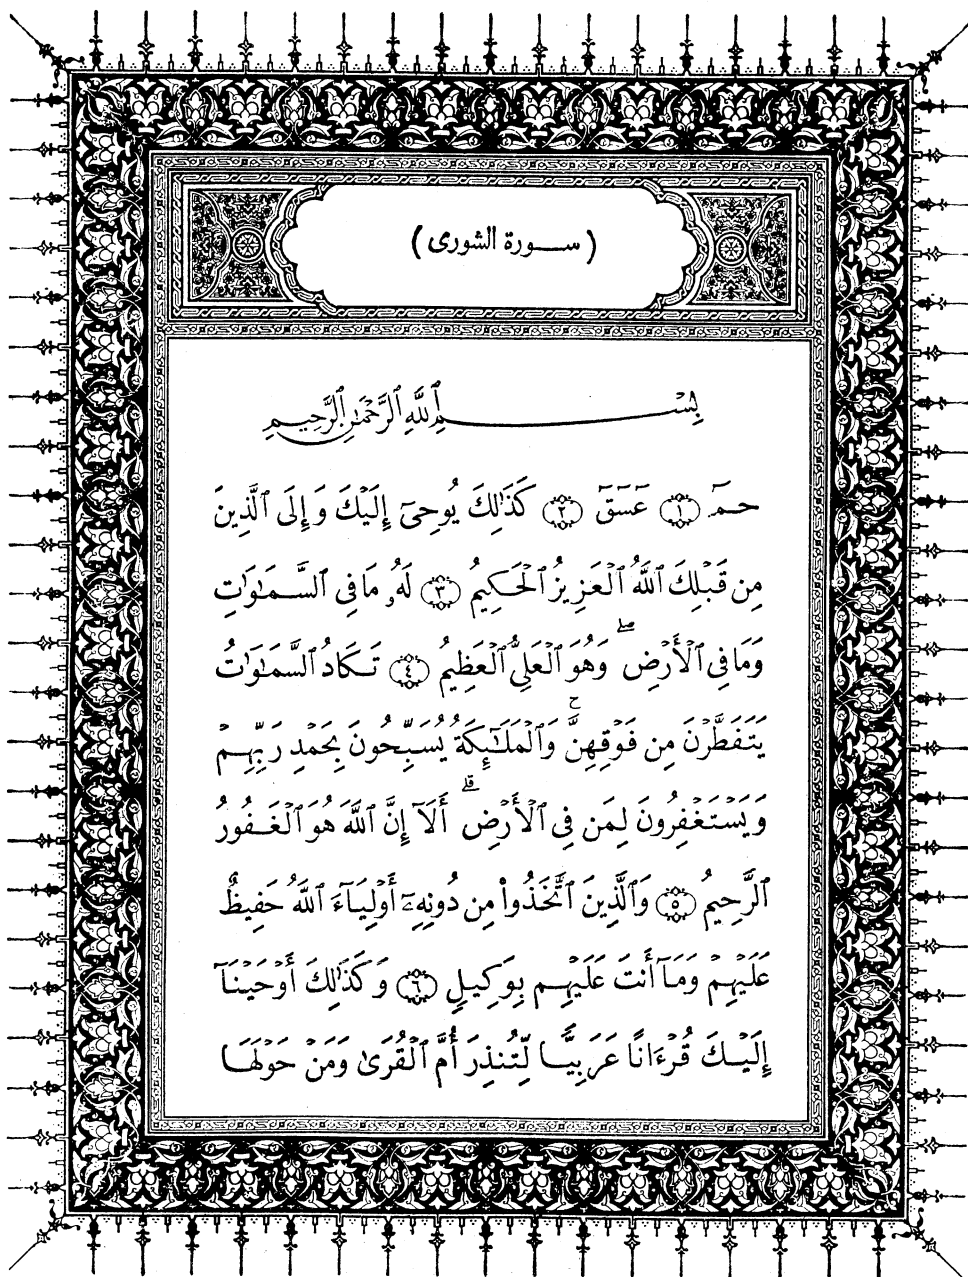 ( سـورة الشورى )
بِسْمِ ٱللَّهِ ٱلرَّحْمَٰنِ ٱلرَّحِيمِ
حمٓ ﴿١﴾ عٓسٓقٓ ﴿٢﴾ كَذَٰلِكَ يُوحِىٓ إِلَيْكَ وَإِلَى ٱلَّذِينَ
مِن قَبْلِكَ ٱللَّهُ ٱلْعَزِيزُ ٱلْحَكِيمُ ﴿٣﴾ لَهُۥ مَا فِى ٱلسَّمَٰوَٰتِ
وَمَا فِى ٱلْأَرْضِ ۖ وَهُوَ ٱلْعَلِىُّ ٱلْعَظِيمُ ﴿٤﴾ تَكَادُ ٱلسَّمَٰوَٰتُ
يَتَفَطَّرْنَ مِن فَوْقِهِنَّ ۚ وَٱلْمَلَٰٓئِكَةُ يُسَبِّحُونَ بِحَمْدِ رَبِّهِمْ
وَيَسْتَغْفِرُونَ لِمَن فِى ٱلْأَرْضِ ۗ أَلَآ إِنَّ ٱللَّهَ هُوَ ٱلْغَفُورُ
ٱلرَّحِيمُ ﴿٥﴾ وَٱلَّذِينَ ٱتَّخَذُوا۟ مِن دُونِهِۦٓ أَوْلِيَآءَ ٱللَّهُ حَفِيظٌ
عَلَيْهِمْ وَمَآ أَنتَ عَلَيْهِم بِوَكِيلٍ ﴿٦﴾ وَكَذَٰلِكَ أَوْحَيْنَآ
إِلَيْكَ قُرْءَانًا عَرَبِيًّا لِّتُنذِرَ أُمَّ ٱلْقُرَىٰ وَمَنْ حَوْلَهَا